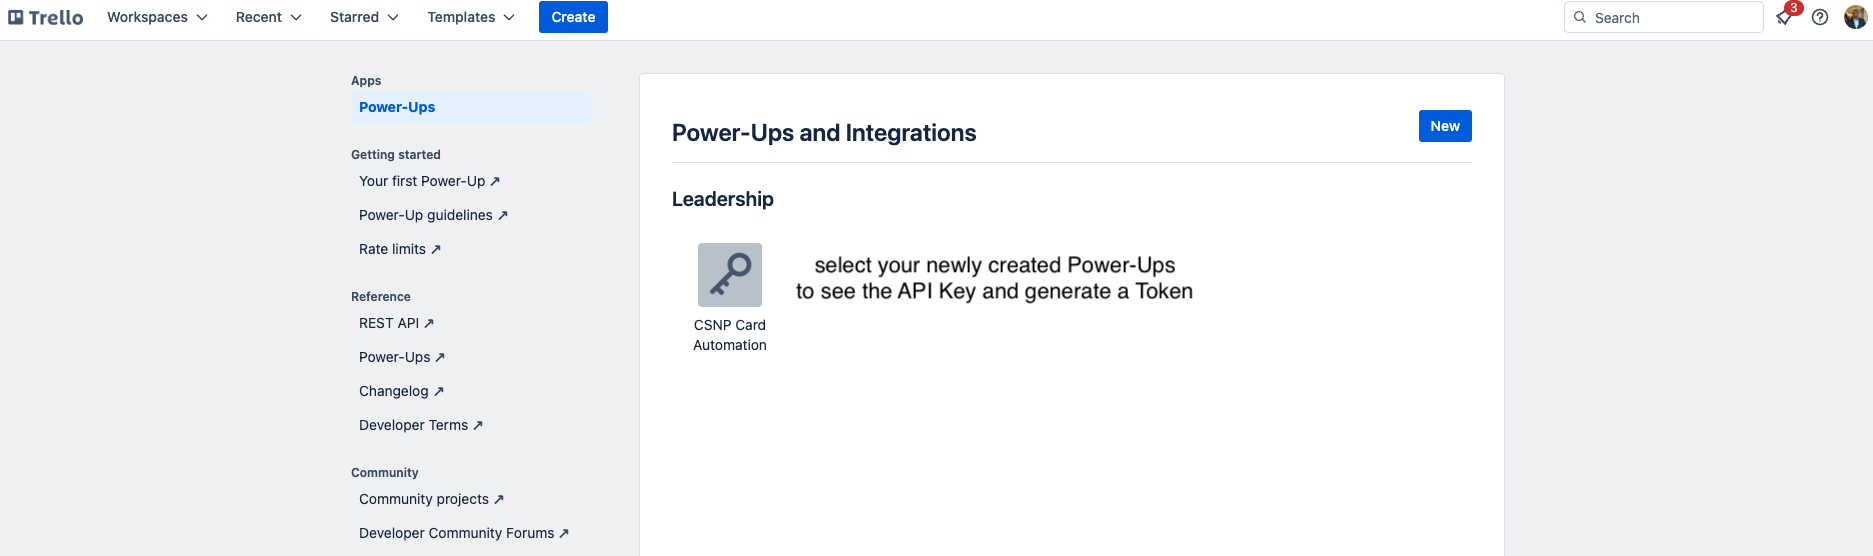 Trello Workspaces Recent Starred Templates Create Search 3
Apps
Power-Ups
Getting started
Your first Power-Up ↗
Power-Up guidelines ↗
Rate limits ↗
Reference
REST API ↗
Power-Ups ↗
Changelog ↗
Developer Terms ↗
Community
Community projects ↗
Developer Community Forums ↗
Power-Ups and Integrations New
Leadership
CSNP Card
Automation
select your newly created Power-Ups
to see the API Key and generate a Token